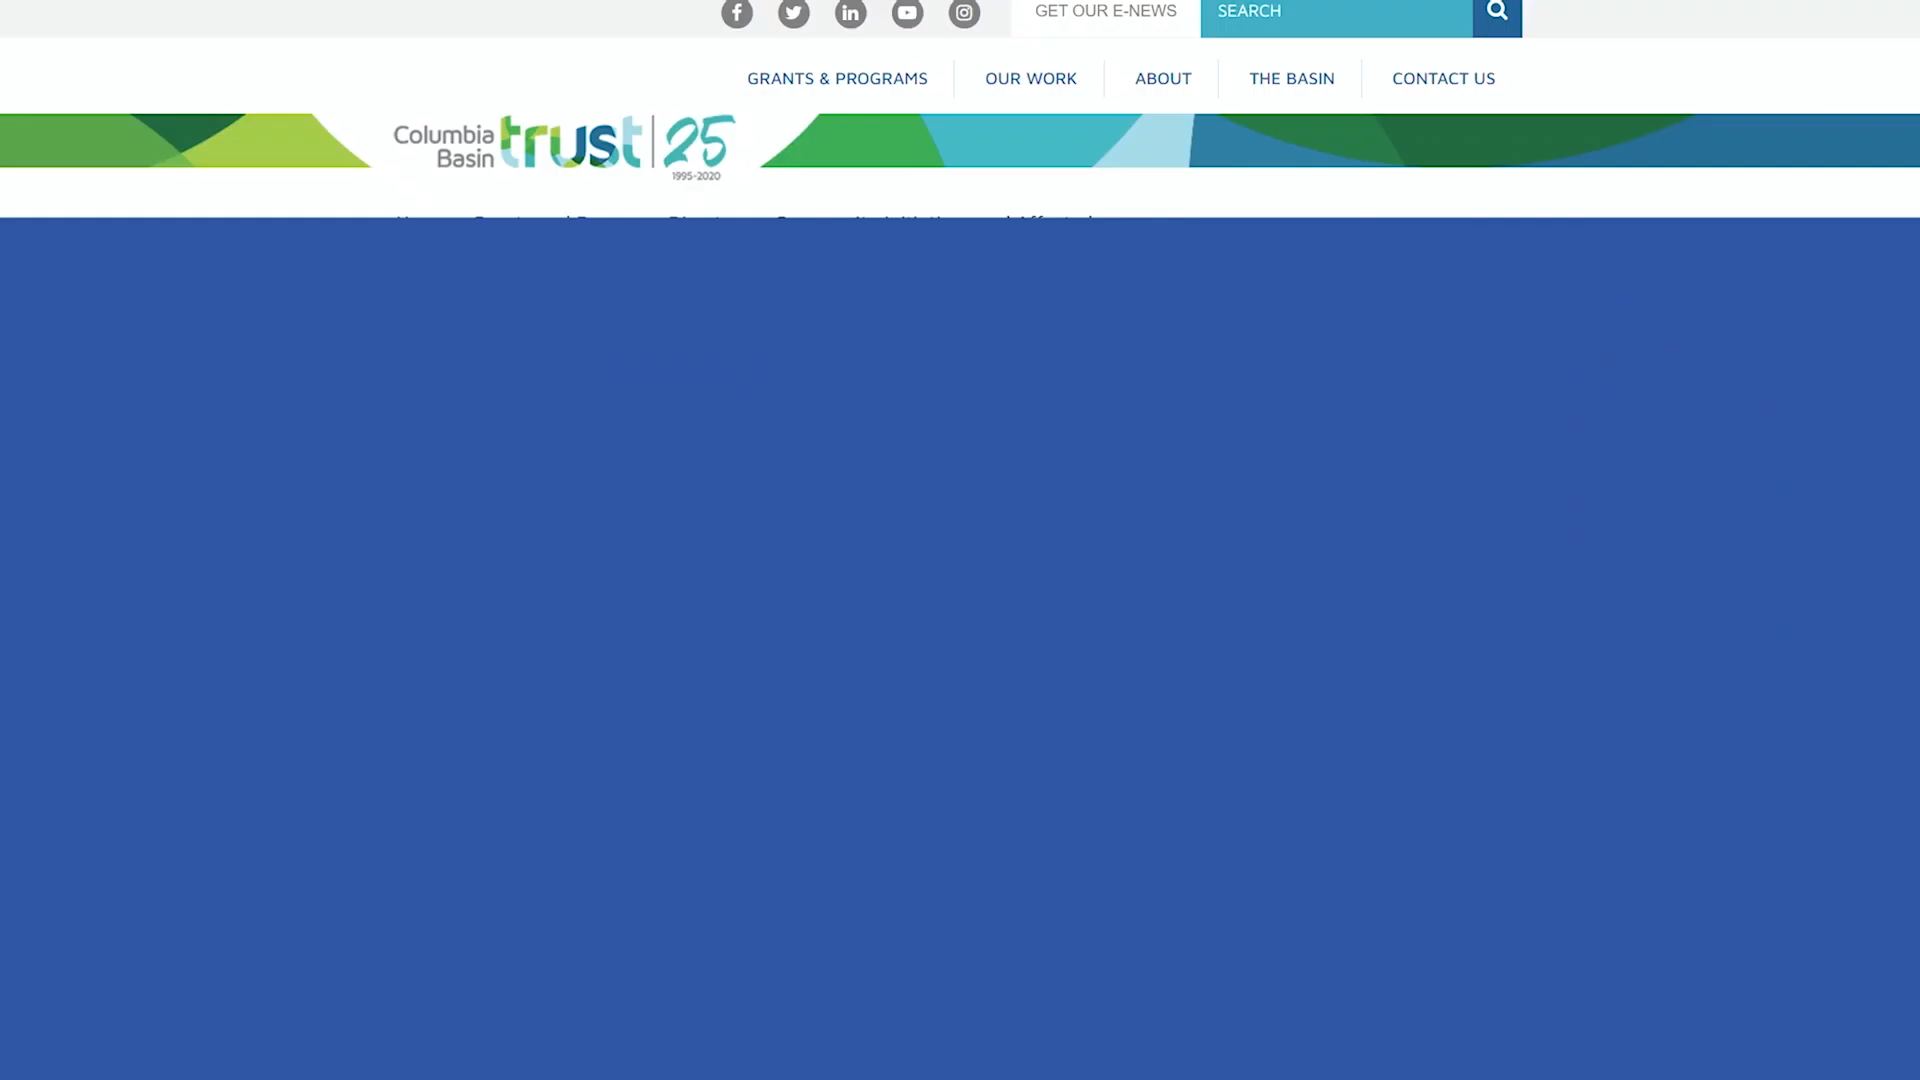 GET OUR E-NEWS
SEARCH
GRANTS & PROGRAMS
OUR WORK
ABOUT
THE BASIN
CONTACT US
Columbia
Basin
trust
25
1995-2020